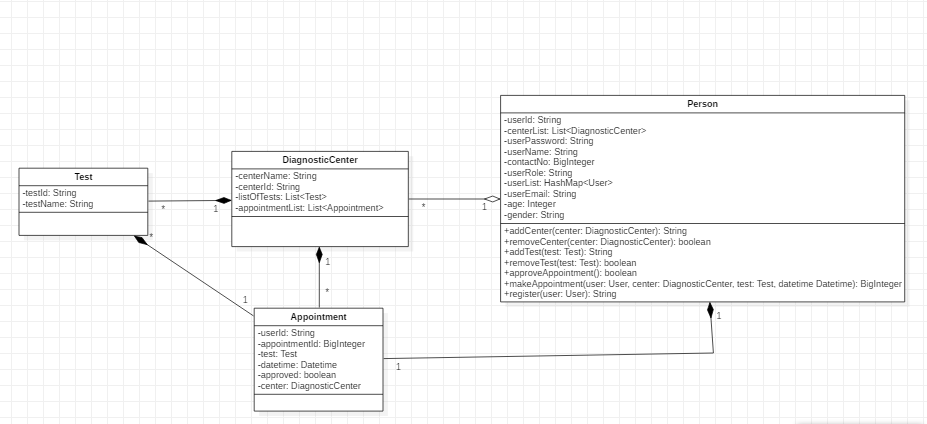 Person
-userId: String
-centerList: List<DiagnosticCenter>
-userPassword: String
-userName: String
-contactNo: BigInteger
-userRole: String
-userList: HashMap<User>
-userEmail: String
-age: Integer
-gender: String
+addCenter(center: DiagnosticCenter): String
+removeCenter(center: DiagnosticCenter): boolean
+addTest(test: Test): String
+removeTest(test: Test): boolean
+approveAppointment(): boolean
+makeAppointment(user: User, center: DiagnosticCenter, test: Test, datetime Datetime): BigInteger
+register(user: User): String
DiagnosticCenter
-centerName: String
-centerId: String
-listOfTests: List<Test>
-appointmentList: List<Appointment>
Test
-testId: String
-testName: String
* 1
* 1
*
1
1
*
1
1
1
Appointment
-userId: String
-appointmentId: BigInteger
-test: Test
-datetime: Datetime
-approved: boolean
-center: DiagnosticCenter